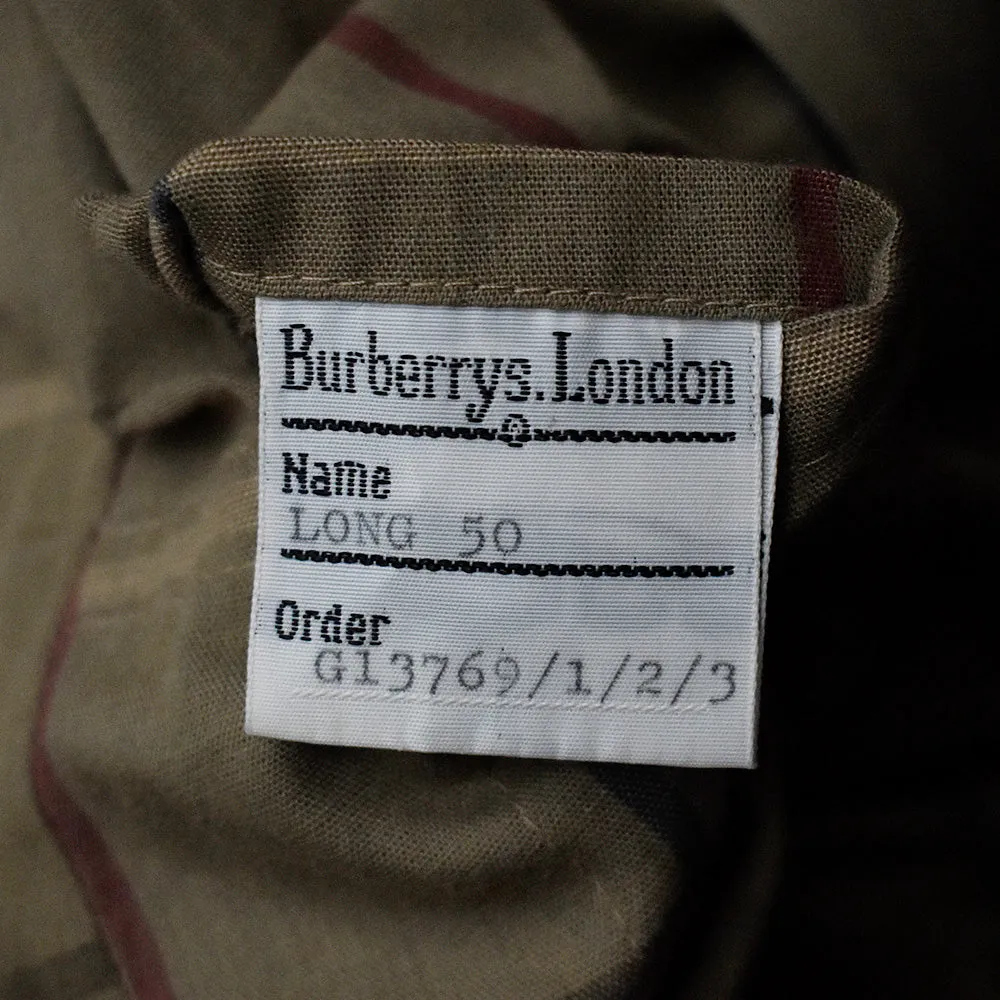 Burberrys.London
Name
LONG 50
Order
G13769/1/2/3